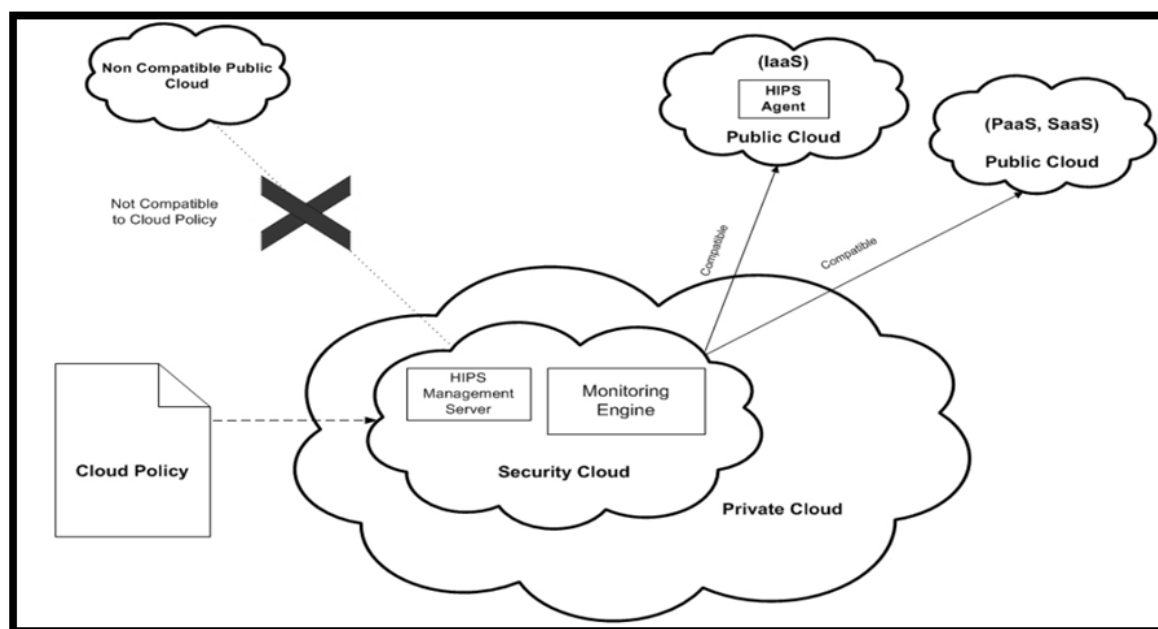 Non Compatible Public
Cloud
(IaaS)
HIPS
Agent
Public Cloud
(PaaS, SaaS)
Public Cloud
Not Compatible
to Cloud Policy
Compatible
Compatible
HIPS
Management
Server
Monitoring
Engine
Cloud Policy
Security Cloud
Private Cloud